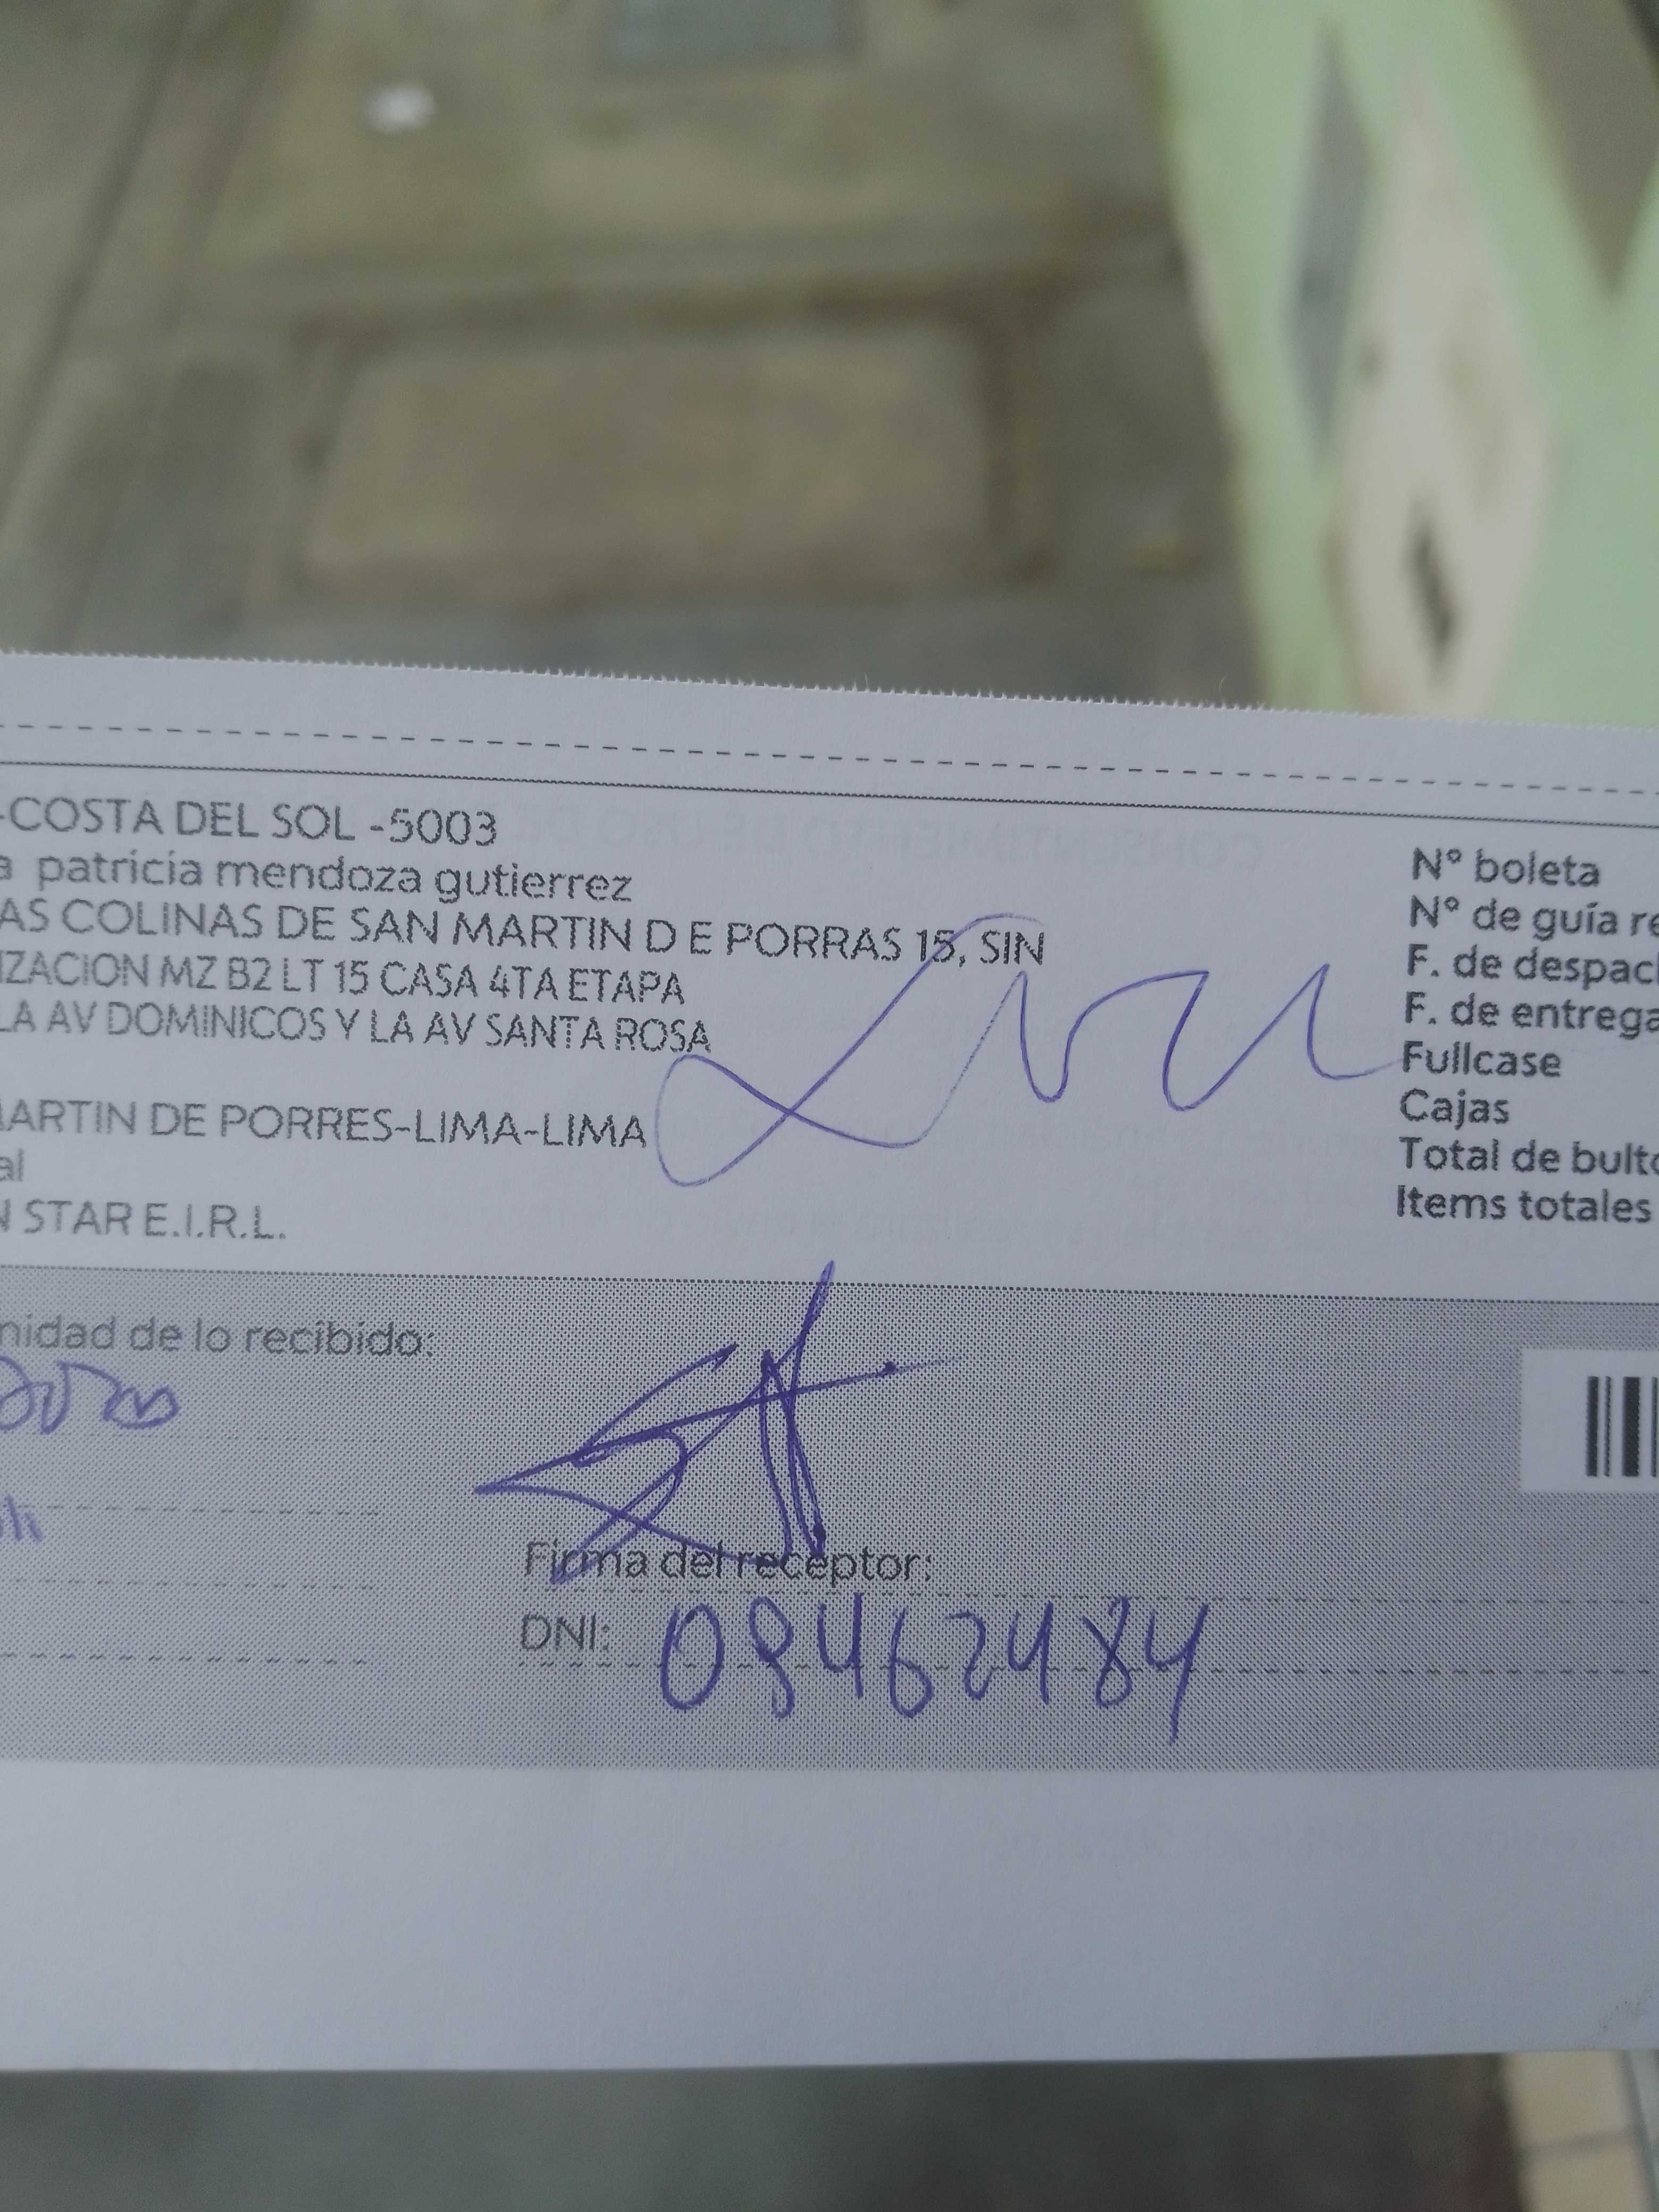 -COSTA DEL SOL -5003
a patricia mendoza gutierrez
AS COLINAS DE SAN MARTIN D E PORRAS 15, SIN
IZACION MZ B2 LT 15 CASA 4TA ETAPA
LA AV DOMINICOS Y LA AV SANTA ROSA
MARTIN DE PORRES-LIMA-LIMA
al
N STAR E.I.R.L.
Nº boleta
Nº de guía re
F. de despac
F. de entrega
Fullcase
Cajas
Total de bulto
Items totales
nidad de lo recibido:
Firma del receptor:
DNI: 08462484